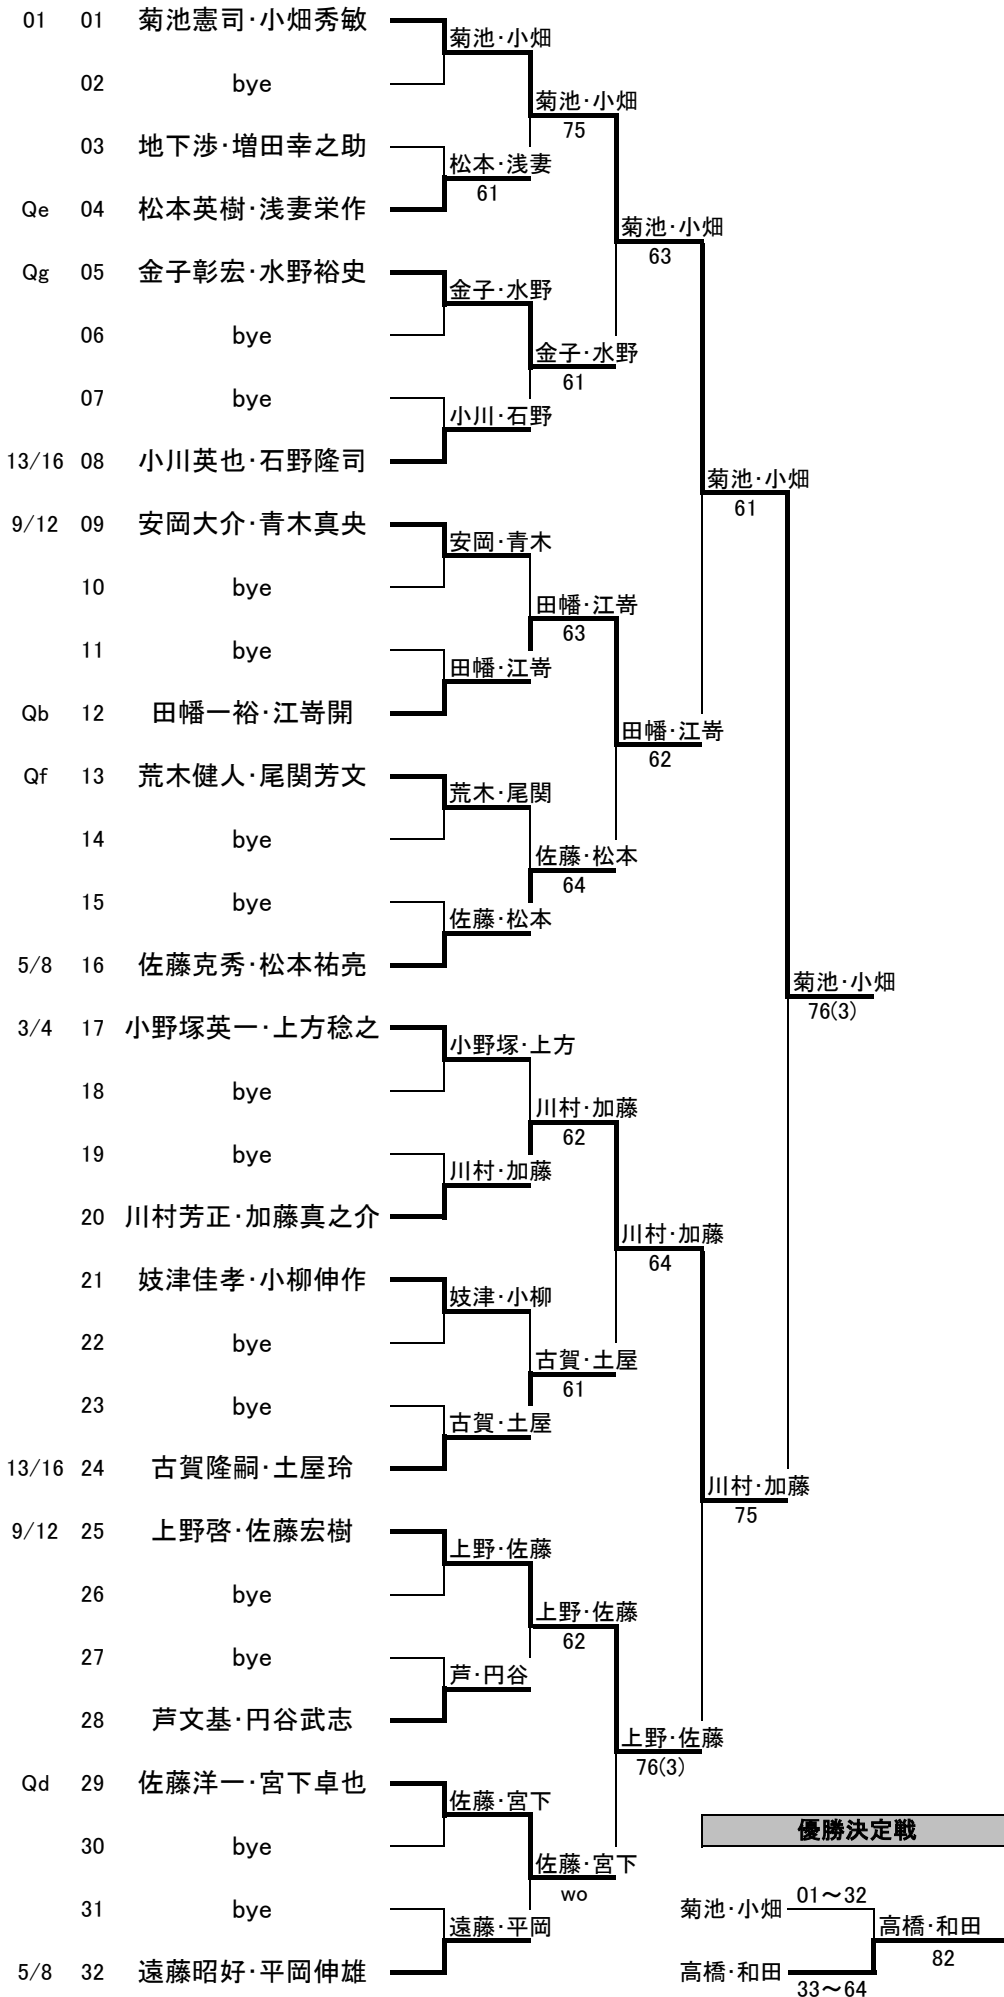 01 01 菊池憲司・小畑秀敏
菊池・小畑
02 bye
菊池・小畑
75
03 地下渉・増田幸之助
松本・浅妻
61
Qe 04 松本英樹・浅妻栄作
菊池・小畑
63
Qg 05 金子彰宏・水野裕史
金子・水野
06 bye
金子・水野
61
07 bye
小川・石野
13/16 08 小川英也・石野隆司
菊池・小畑
61
9/12 09 安岡大介・青木真央
安岡・青木
10 bye
田幡・江嵜
63
11 bye
田幡・江嵜
Qb 12 田幡一裕・江嵜開
田幡・江嵜
62
Qf 13 荒木健人・尾関芳文
荒木・尾関
14 bye
佐藤・松本
64
15 bye
佐藤・松本
5/8 16 佐藤克秀・松本祐亮
菊池・小畑
76(3)
3/4 17 小野塚英一・上方稔之
小野塚・上方
18 bye
川村・加藤
62
19 bye
川村・加藤
20 川村芳正・加藤真之介
川村・加藤
64
21 妓津佳孝・小柳伸作
妓津・小柳
22 bye
古賀・土屋
61
23 bye
古賀・土屋
13/16 24 古賀隆嗣・土屋玲
川村・加藤
75
9/12 25 上野啓・佐藤宏樹
上野・佐藤
26 bye
上野・佐藤
62
27 bye
芦・円谷
28 芦文基・円谷武志
上野・佐藤
76(3)
Qd 29 佐藤洋一・宮下卓也
佐藤・宮下
30 bye
佐藤・宮下
wo
31 bye
遠藤・平岡
5/8 32 遠藤昭好・平岡伸雄
優勝決定戦
菊池・小畑 01～32
高橋・和田
82
高橋・和田 33～64